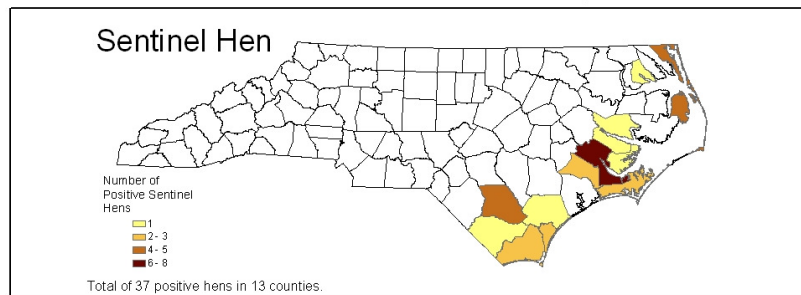 Sentinel Hen
Number of
Positive Sentinel
Hens
1
2 - 3
4 - 5
6 - 8
Total of 37 positive hens in 13 counties.